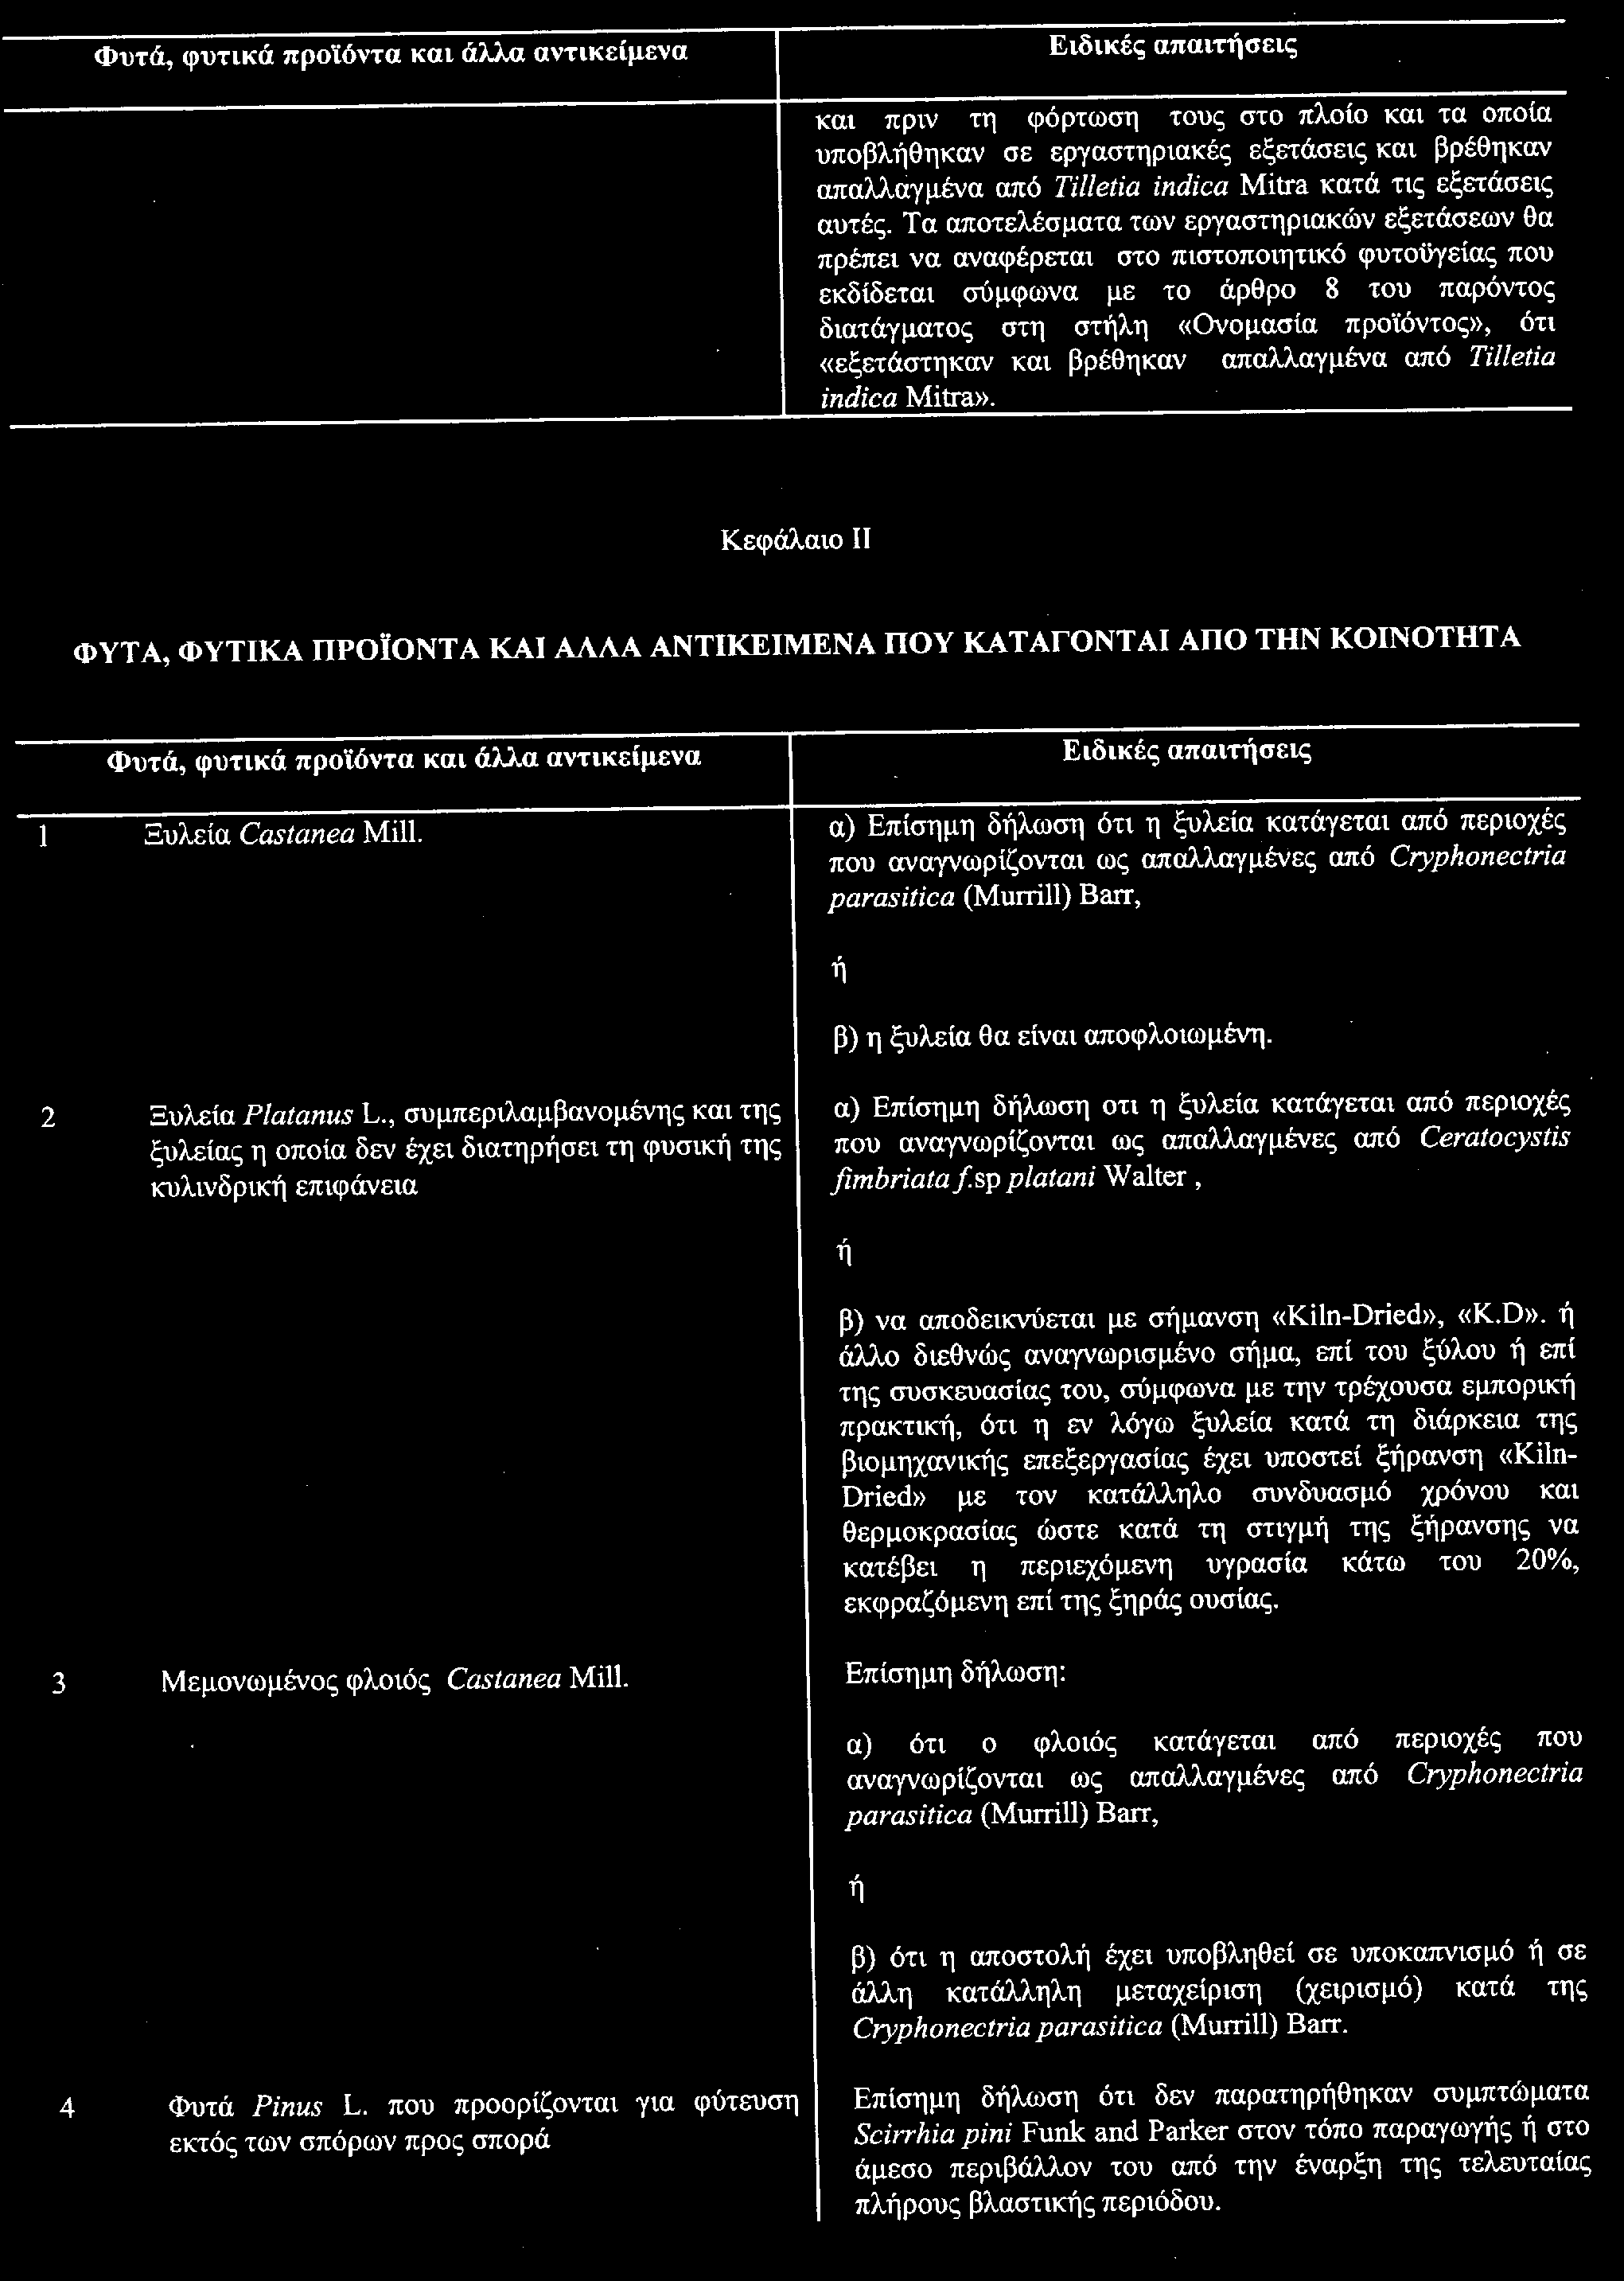 Φυτά, φυτικά προϊόντα και άλλα αντικείμενα
Ειδικές απαιτήσεις
και πριν τη φόρτωση τους στο πλοίο και τα οποία
υποβλήθηκαν σε εργαστηριακές εξετάσεις και βρέθηκαν
απαλλαγμένα από Tilletia indica Mitra κατά τις εξετάσεις
αυτές. Τα αποτελέσματα των εργαστηριακών εξετάσεων θα
πρέπει να αναφέρεται στο πιστοποιητικό φυτοϋγείας που
εκδίδεται σύμφωνα με το άρθρο 8 του παρόντος
διατάγματος στη στήλη «Ονομασία προϊόντος», ότι
«εξετάστηκαν και βρέθηκαν απαλλαγμένα από Tilletia
indica Mitra».
Κεφάλαιο ΙΙ
ΦΥΤΑ, ΦΥΤΙΚΑ ΠΡΟΪΟΝΤΑ ΚΑΙ ΑΛΛΑ ΑΝΤΙΚΕΙΜΕΝΑ ΠΟΥ ΚΑΤΑΓΟΝΤΑΙ ΑΠΟ ΤΗΝ ΚΟΙΝΟΤΗΤΑ
Φυτά, φυτικά προϊόντα και άλλα αντικείμενα
Ειδικές απαιτήσεις
1 Ξυλεία Castanea Mill.
α) Επίσημη δήλωση ότι η ξυλεία κατάγεται από περιοχές
που αναγνωρίζονται ως απαλλαγμένες από Cryphonectria
parasitica (Murrill) Barr,
ή
β) η ξυλεία θα είναι αποφλοιωμένη.
2 Ξυλεία Platanus L., συμπεριλαμβανομένης και της
ξυλείας η οποία δεν έχει διατηρήσει τη φυσική της
κυλινδρική επιφάνεια
α) Επίσημη δήλωση οτι η ξυλεία κατάγεται από περιοχές
που αναγνωρίζονται ως απαλλαγμένες από Ceratocystis
fimbriata f.sp platani Walter ,
ή
β) να αποδεικνύεται με σήμανση «Kiln-Dried», «K.D». ή
άλλο διεθνώς αναγνωρισμένο σήμα, επί του ξύλου ή επί
της συσκευασίας του, σύμφωνα με την τρέχουσα εμπορική
πρακτική, ότι η εν λόγω ξυλεία κατά τη διάρκεια της
βιομηχανικής επεξεργασίας έχει υποστεί ξήρανση «Kiln-
Dried» με τον κατάλληλο συνδυασμό χρόνου και
θερμοκρασίας ώστε κατά τη στιγμή της ξήρανσης να
κατέβει η περιεχόμενη υγρασία κάτω του 20%,
εκφραζόμενη επί της ξηράς ουσίας.
3 Μεμονωμένος φλοιός Castanea Mill.
Επίσημη δήλωση:
α) ότι ο φλοιός κατάγεται από περιοχές που
αναγνωρίζονται ως απαλλαγμένες από Cryphonectria
parasitica (Murrill) Barr,
ή
β) ότι η αποστολή έχει υποβληθεί σε υποκαπνισμό ή σε
άλλη κατάλληλη μεταχείριση (χειρισμό) κατά της
Cryphonectria parasitica (Murrill) Barr.
4 Φυτά Pinus L. που προορίζονται για φύτευση
εκτός των σπόρων προς σπορά
Επίσημη δήλωση ότι δεν παρατηρήθηκαν συμπτώματα
Scirrhia pini Funk and Parker στον τόπο παραγωγής ή στο
άμεσο περιβάλλον του από την έναρξη της τελευταίας
πλήρους βλαστικής περιόδου.